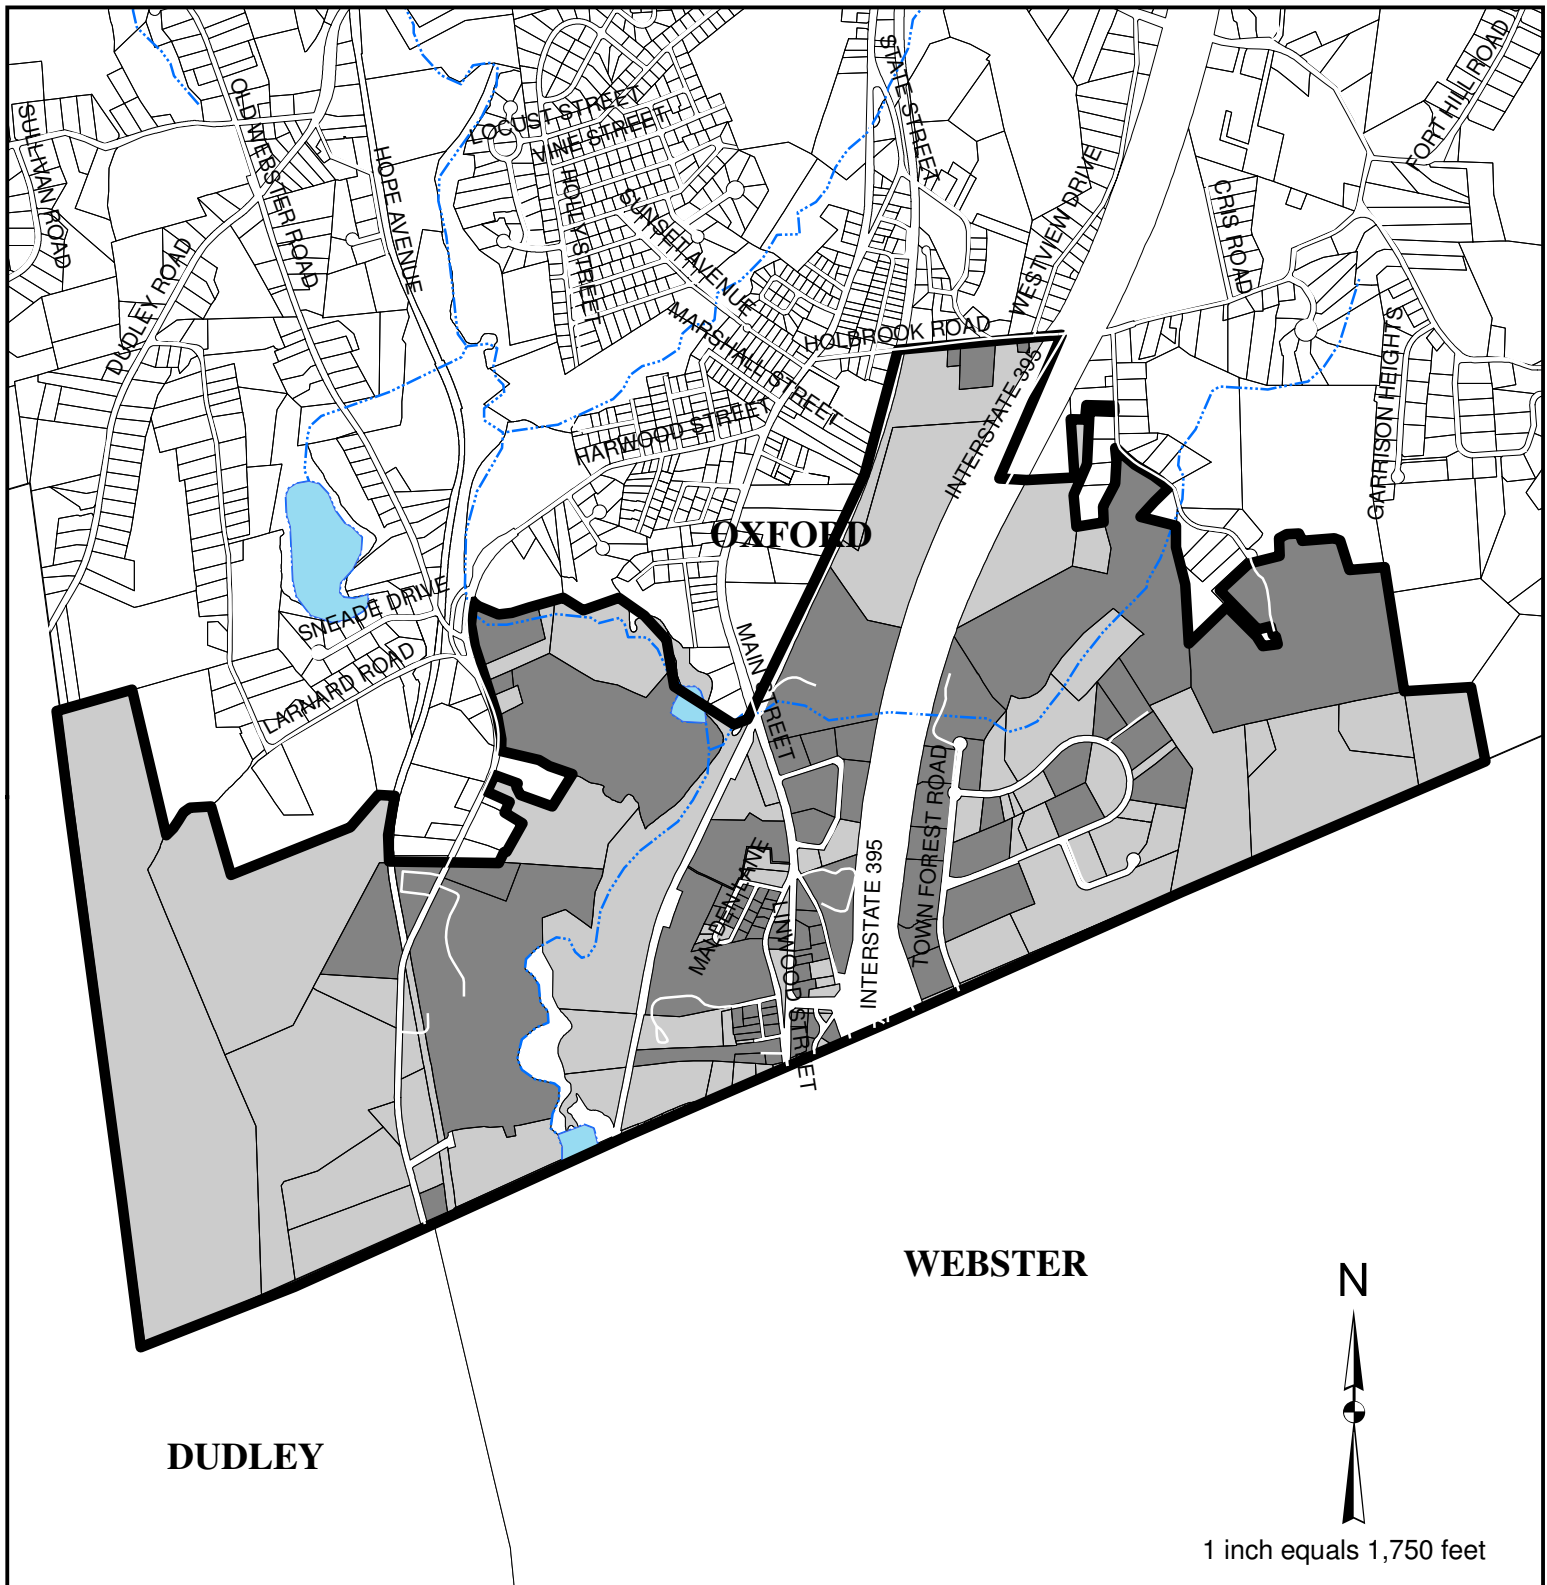 STATE STREET
FORT HILL ROAD
OLD WEBSTER ROAD
LOCUST STREET
VINE STREET
SULLIVAN ROAD
HOPE AVENUE
HOLLY STREET
SUNSET AVENUE
WESTVIEW DRIVE
CRIS ROAD
DUDLEY ROAD
MARSHALL STREET
HOLBROOK ROAD
INTERSTATE 395
GARRISON HEIGHTS
HARWOOD STREET
OXFORD
SNEADE DRIVE
LARNARD ROAD
MAIN STREET
TOWN FOREST ROAD
MALDEN LANE
INTERSTATE 395
LINWOOD STREET
WEBSTER
N
DUDLEY
1 inch equals 1,750 feet